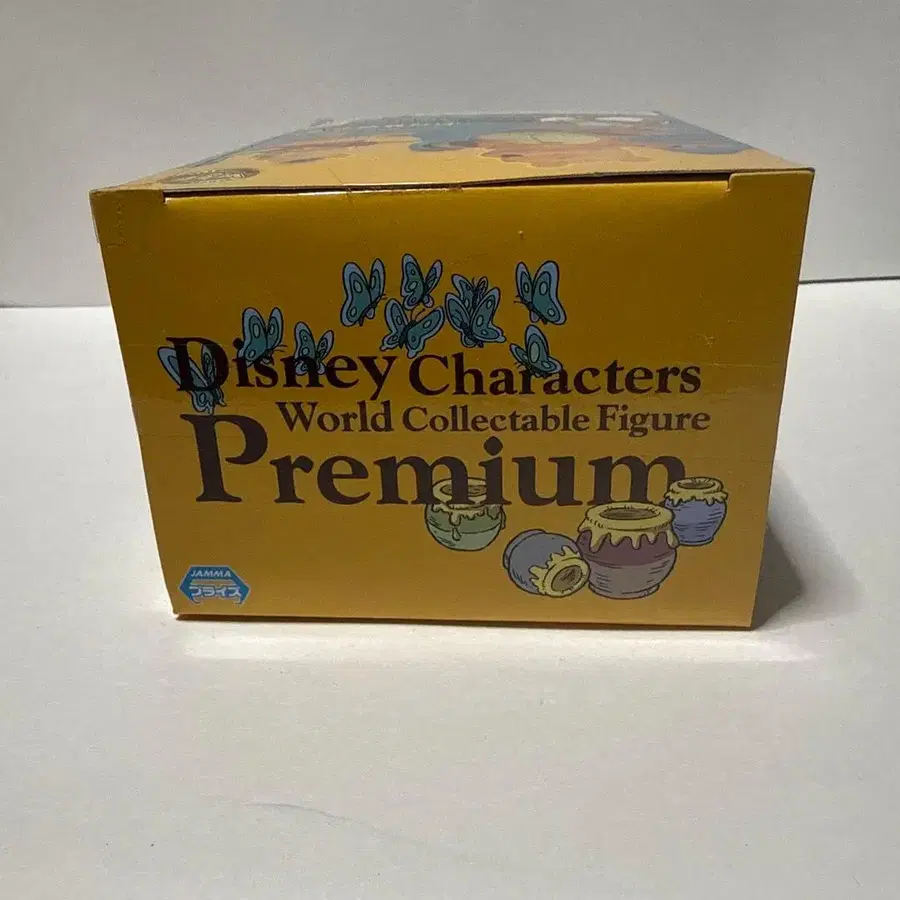 Disney Characters
World Collectable Figure
Premium
JAMMA
プライズ